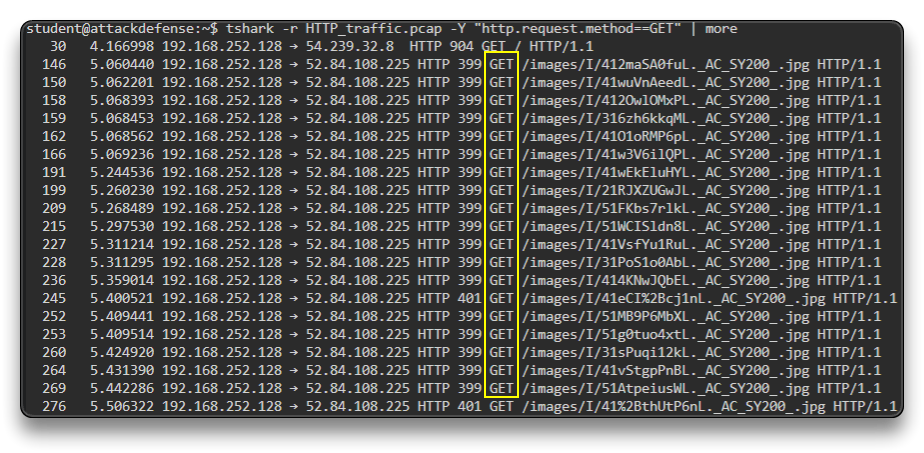 student@attackdefense:~$ tshark -r HTTP_traffic.pcap -Y "http.request.method==GET" | more
30 4.166998 192.168.252.128 → 54.239.32.8 HTTP 904 GET / HTTP/1.1
146 5.060440 192.168.252.128 → 52.84.108.225 HTTP 399 GET /images/I/412maSA0fuL._AC_SY200_.jpg HTTP/1.1
150 5.062201 192.168.252.128 → 52.84.108.225 HTTP 399 GET /images/I/41wuVnAeedL._AC_SY200_.jpg HTTP/1.1
158 5.068393 192.168.252.128 → 52.84.108.225 HTTP 399 GET /images/I/412OwlOMxPL._AC_SY200_.jpg HTTP/1.1
159 5.068453 192.168.252.128 → 52.84.108.225 HTTP 399 GET /images/I/316zh6kkqML._AC_SY200_.jpg HTTP/1.1
162 5.068562 192.168.252.128 → 52.84.108.225 HTTP 399 GET /images/I/41O1oRMP6pL._AC_SY200_.jpg HTTP/1.1
166 5.069236 192.168.252.128 → 52.84.108.225 HTTP 399 GET /images/I/41w3V6ilQPL._AC_SY200_.jpg HTTP/1.1
191 5.244536 192.168.252.128 → 52.84.108.225 HTTP 399 GET /images/I/41wEkEluHYL._AC_SY200_.jpg HTTP/1.1
199 5.260230 192.168.252.128 → 52.84.108.225 HTTP 399 GET /images/I/21RJXZUGwJL._AC_SY200_.jpg HTTP/1.1
209 5.268489 192.168.252.128 → 52.84.108.225 HTTP 399 GET /images/I/51FKbs7rlkL._AC_SY200_.jpg HTTP/1.1
215 5.297530 192.168.252.128 → 52.84.108.225 HTTP 399 GET /images/I/51WCISldn8L._AC_SY200_.jpg HTTP/1.1
227 5.311214 192.168.252.128 → 52.84.108.225 HTTP 399 GET /images/I/41VsfYu1RuL._AC_SY200_.jpg HTTP/1.1
228 5.311295 192.168.252.128 → 52.84.108.225 HTTP 399 GET /images/I/31PoS1o0AbL._AC_SY200_.jpg HTTP/1.1
236 5.359014 192.168.252.128 → 52.84.108.225 HTTP 399 GET /images/I/414KNwJQbEL._AC_SY200_.jpg HTTP/1.1
245 5.400521 192.168.252.128 → 52.84.108.225 HTTP 401 GET /images/I/41eCI%2Bcj1nL._AC_SY200_.jpg HTTP/1.1
252 5.409441 192.168.252.128 → 52.84.108.225 HTTP 399 GET /images/I/51MB9P6MbXL._AC_SY200_.jpg HTTP/1.1
253 5.409514 192.168.252.128 → 52.84.108.225 HTTP 399 GET /images/I/51g0tuo4xtL._AC_SY200_.jpg HTTP/1.1
260 5.424920 192.168.252.128 → 52.84.108.225 HTTP 399 GET /images/I/31sPuqi12kL._AC_SY200_.jpg HTTP/1.1
264 5.431390 192.168.252.128 → 52.84.108.225 HTTP 399 GET /images/I/41vStgpPnBL._AC_SY200_.jpg HTTP/1.1
269 5.442286 192.168.252.128 → 52.84.108.225 HTTP 399 GET /images/I/51AtpeiusWL._AC_SY200_.jpg HTTP/1.1
276 5.506322 192.168.252.128 → 52.84.108.225 HTTP 401 GET /images/I/41%2BthUtP6nL._AC_SY200_.jpg HTTP/1.1